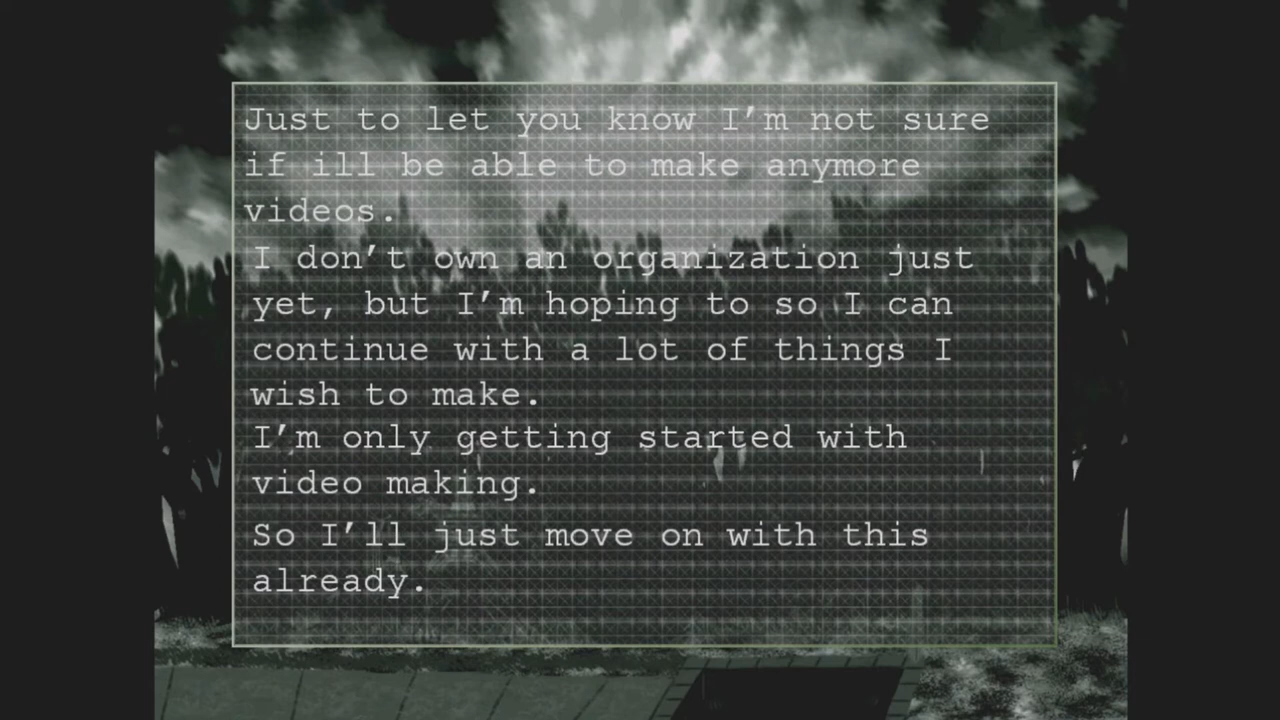 Just to let you know I'm not sure
if ill be able to make anymore
videos.
I don't own an organization just
yet, but I'm hoping to so I can
continue with a lot of things I
wish to make.
I'm only getting started with
video making.
So I'll just move on with this
already.